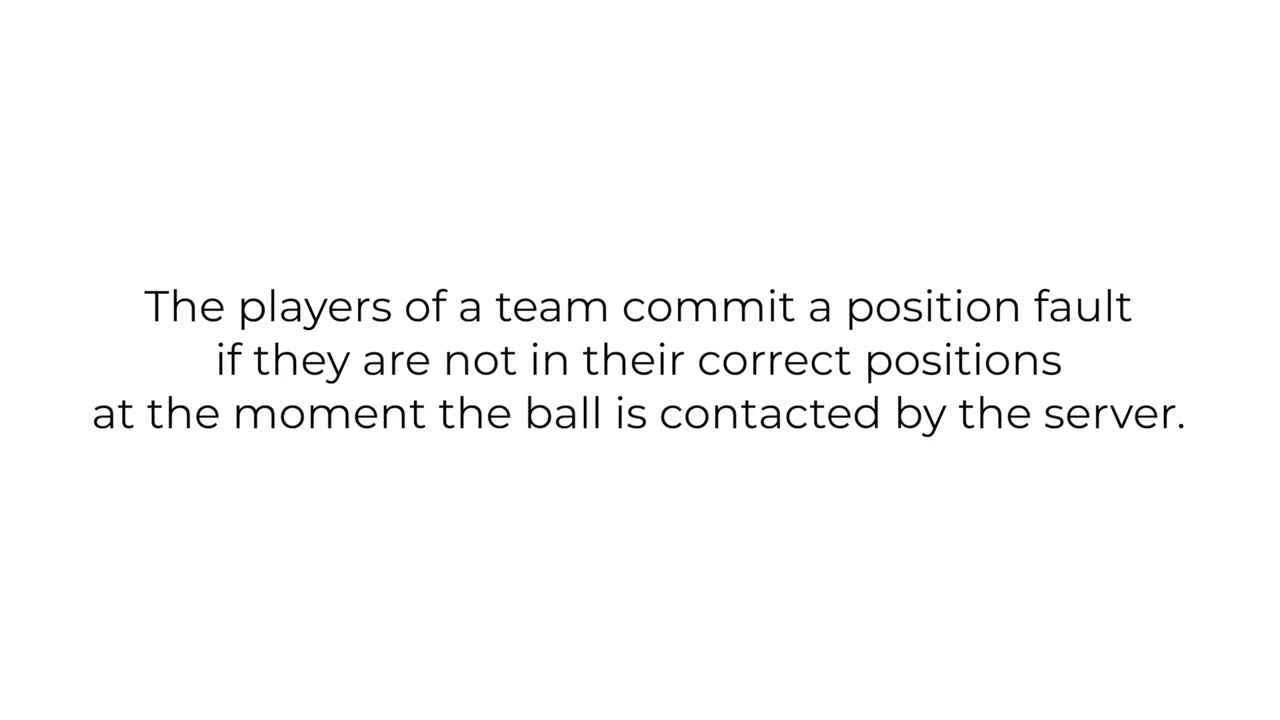 The players of a team commit a position fault
if they are not in their correct positions
at the moment the ball is contacted by the server.